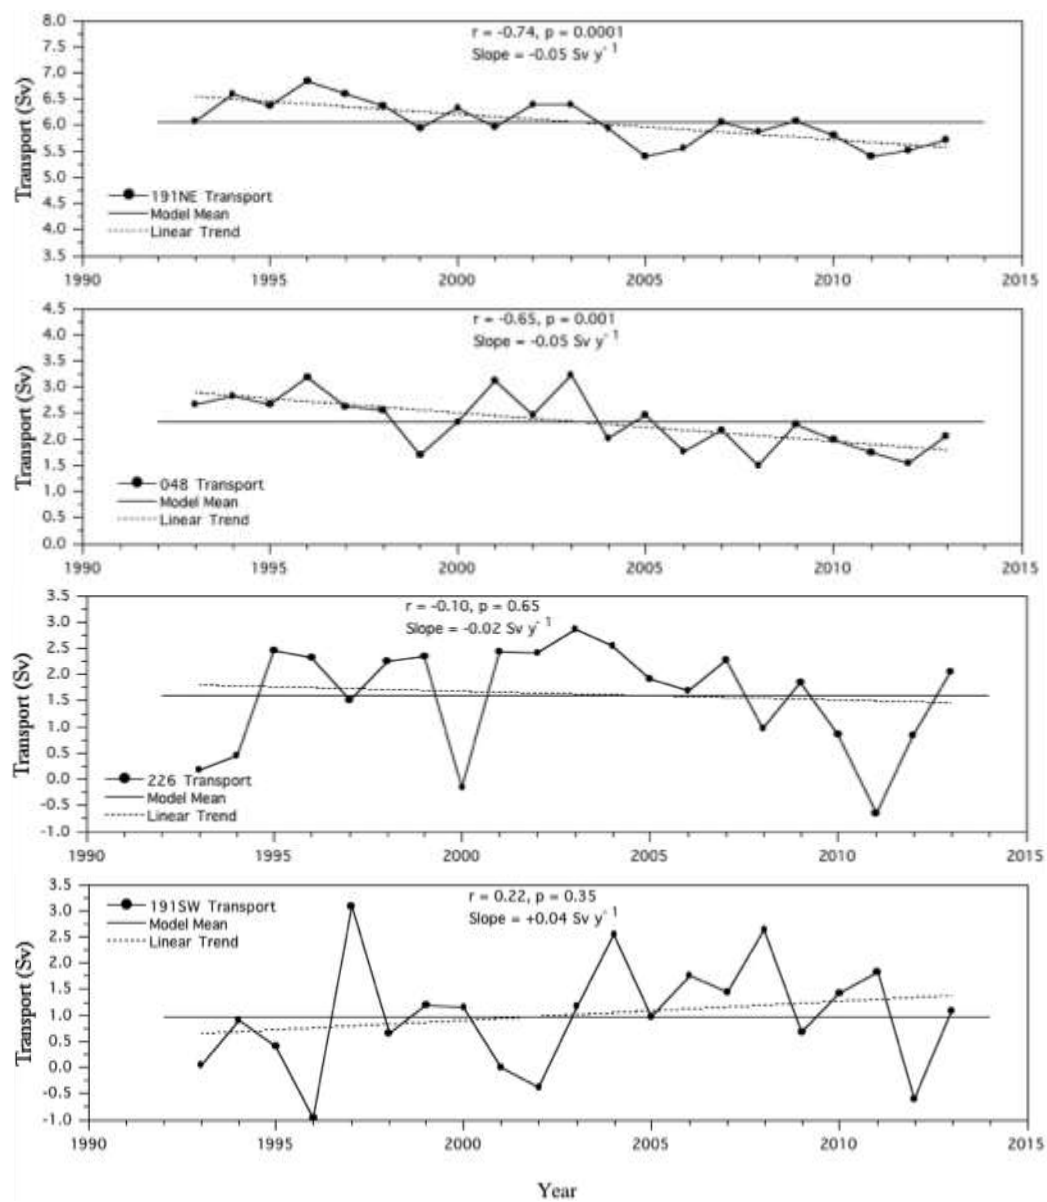 8.0
r = -0.74, p = 0.0001
7.5
Slope = -0.05 Sv y⁻¹
7.0
6.5
6.0
5.5
5.0
4.5
4.0
3.5
Transport (Sv)
191NE Transport
Model Mean
Linear Trend
1990 1995 2000 2005 2010 2015
4.5
r = -0.65, p = 0.001
4.0
Slope = -0.05 Sv y⁻¹
3.5
3.0
2.5
2.0
1.5
1.0
0.5
0.0
Transport (Sv)
048 Transport
Model Mean
Linear Trend
1990 1995 2000 2005 2010 2015
3.5
r = -0.10, p = 0.65
3.0
Slope = -0.02 Sv y⁻¹
2.5
2.0
1.5
1.0
0.5
0.0
-0.5
-1.0
Transport (Sv)
226 Transport
Model Mean
Linear Trend
1990 1995 2000 2005 2010 2015
3.5
r = 0.22, p = 0.35
3.0
Slope = +0.04 Sv y⁻¹
2.5
2.0
1.5
1.0
0.5
0.0
-0.5
-1.0
Transport (Sv)
191SW Transport
Model Mean
Linear Trend
1990 1995 2000 2005 2010 2015
Year